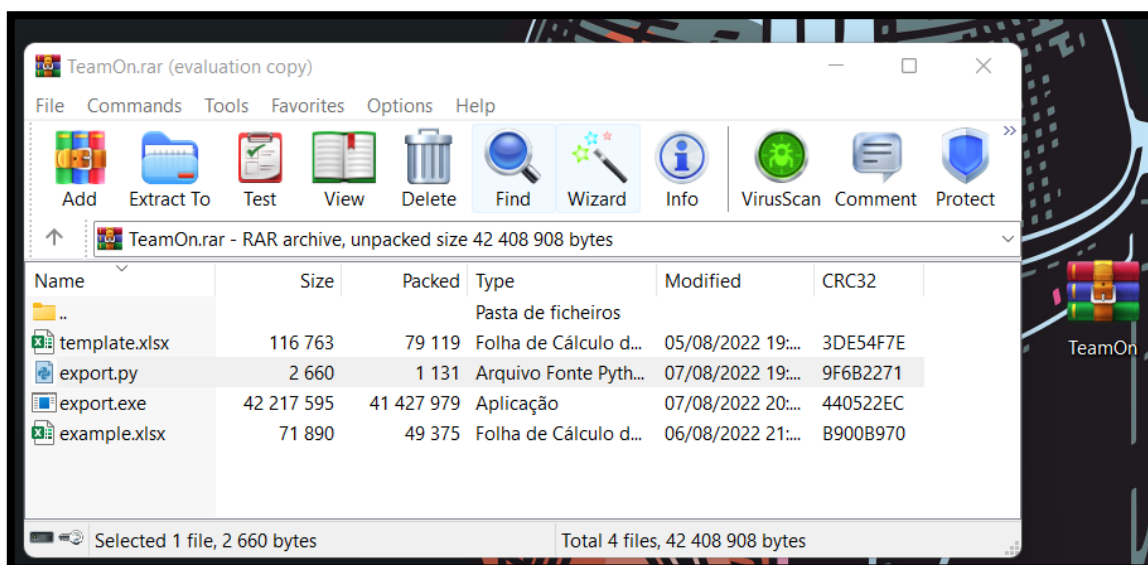 TeamOn.rar (evaluation copy)
File Commands Tools Favorites Options Help
Add Extract To Test View Delete Find Wizard Info VirusScan Comment Protect
TeamOn.rar - RAR archive, unpacked size 42 408 908 bytes
Name Size Packed Type Modified CRC32
.. Pasta de ficheiros
template.xlsx 116 763 79 119 Folha de Cálculo d... 05/08/2022 19:... 3DE54F7E
export.py 2 660 1 131 Arquivo Fonte Pyth... 07/08/2022 19:... 9F6B2271
export.exe 42 217 595 41 427 979 Aplicação 07/08/2022 20:... 440522EC
example.xlsx 71 890 49 375 Folha de Cálculo d... 06/08/2022 21:... B900B970
Selected 1 file, 2 660 bytes Total 4 files, 42 408 908 bytes
TeamOn